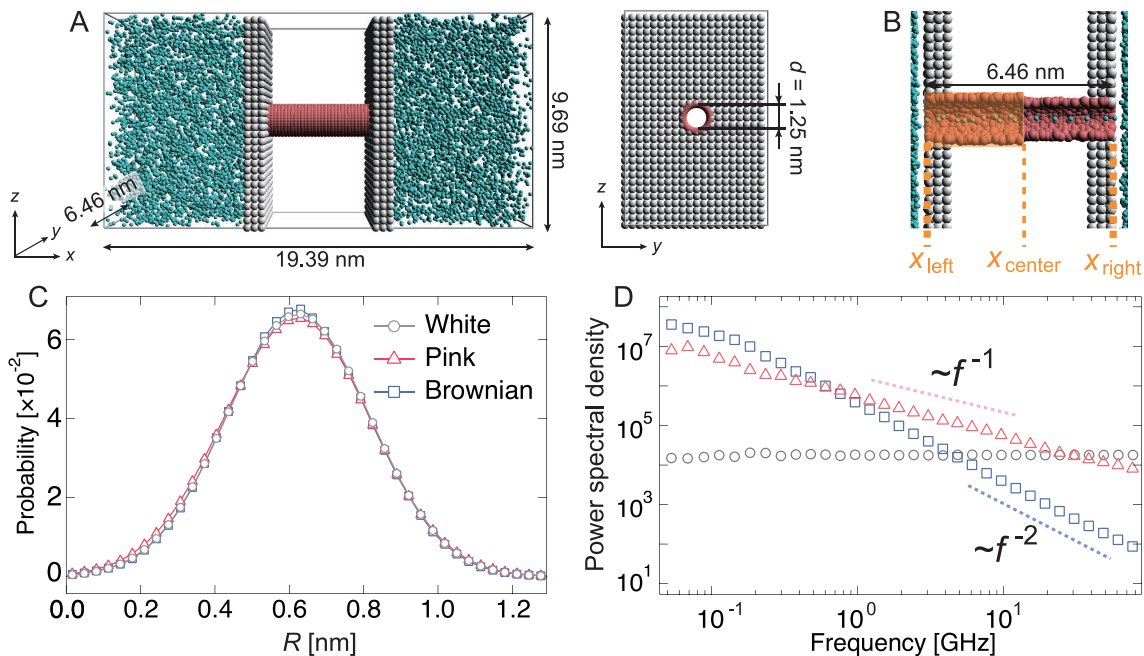 A
9.69 nm
6.46 nm
z
y
x
19.39 nm
d = 1.25 nm
z
y
B
6.46 nm
x_left
x_center
x_right
C
Probability [×10^-2]
6
4
2
0
White
Pink
Brownian
0.0
0.2
0.4
0.6
0.8
1.0
1.2
R [nm]
D
Power spectral density
10^7
10^5
10^3
10^1
~f^-1
~f^-2
10^-1
10^0
10^1
Frequency [GHz]